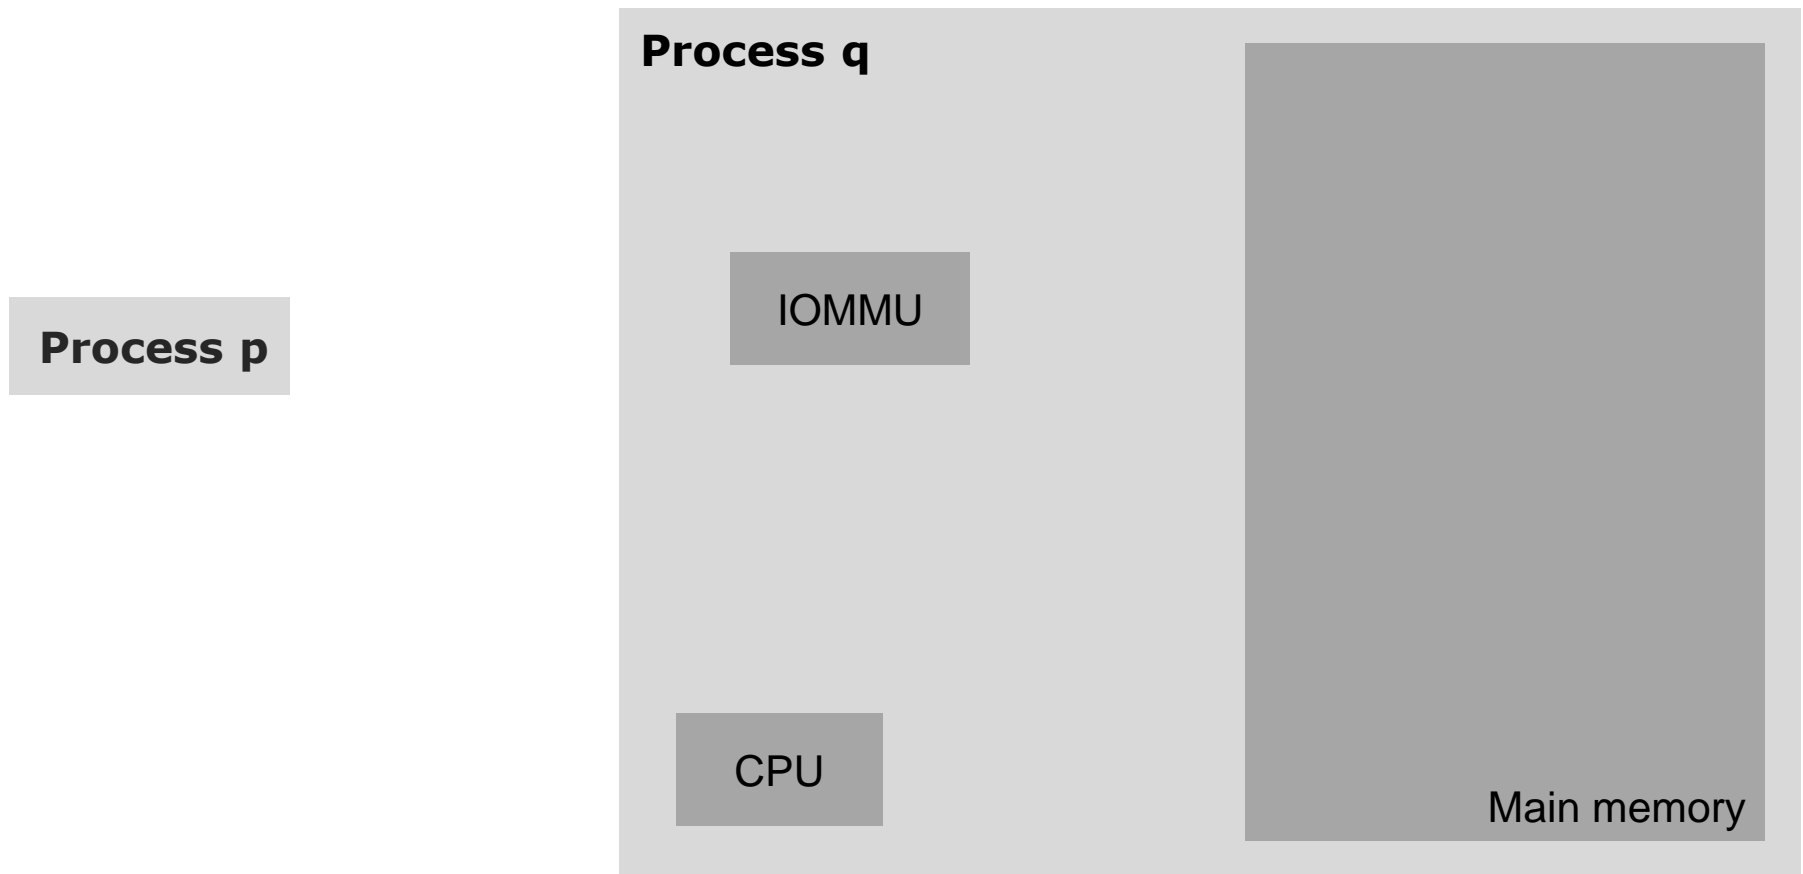 Process q
IOMMU
Process p
CPU
Main memory